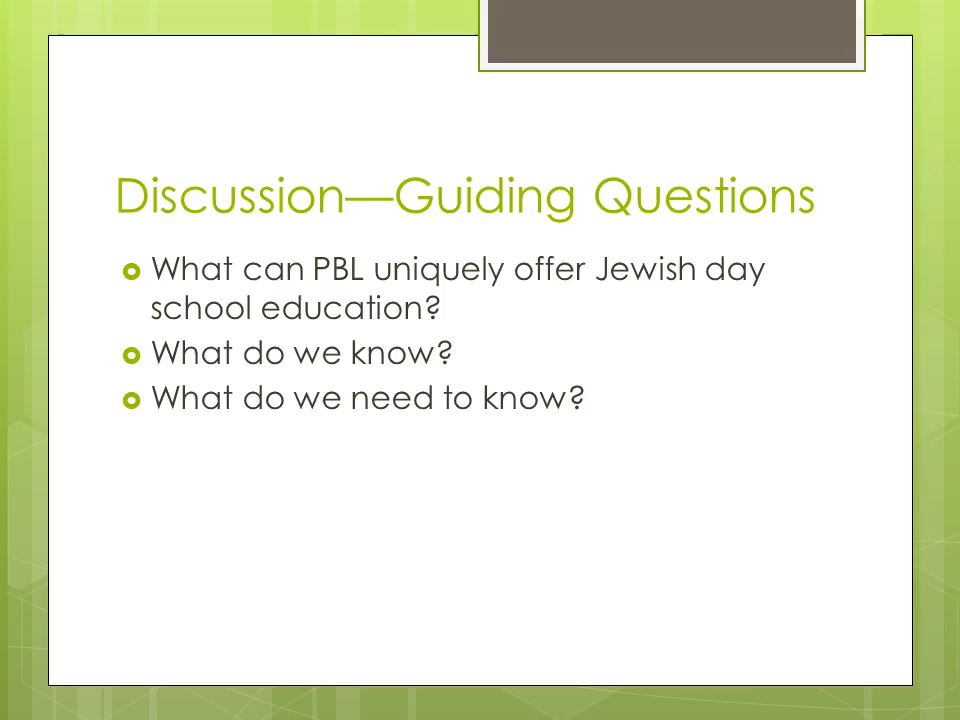 Discussion—Guiding Questions
What can PBL uniquely offer Jewish day
school education?
What do we know?
What do we need to know?